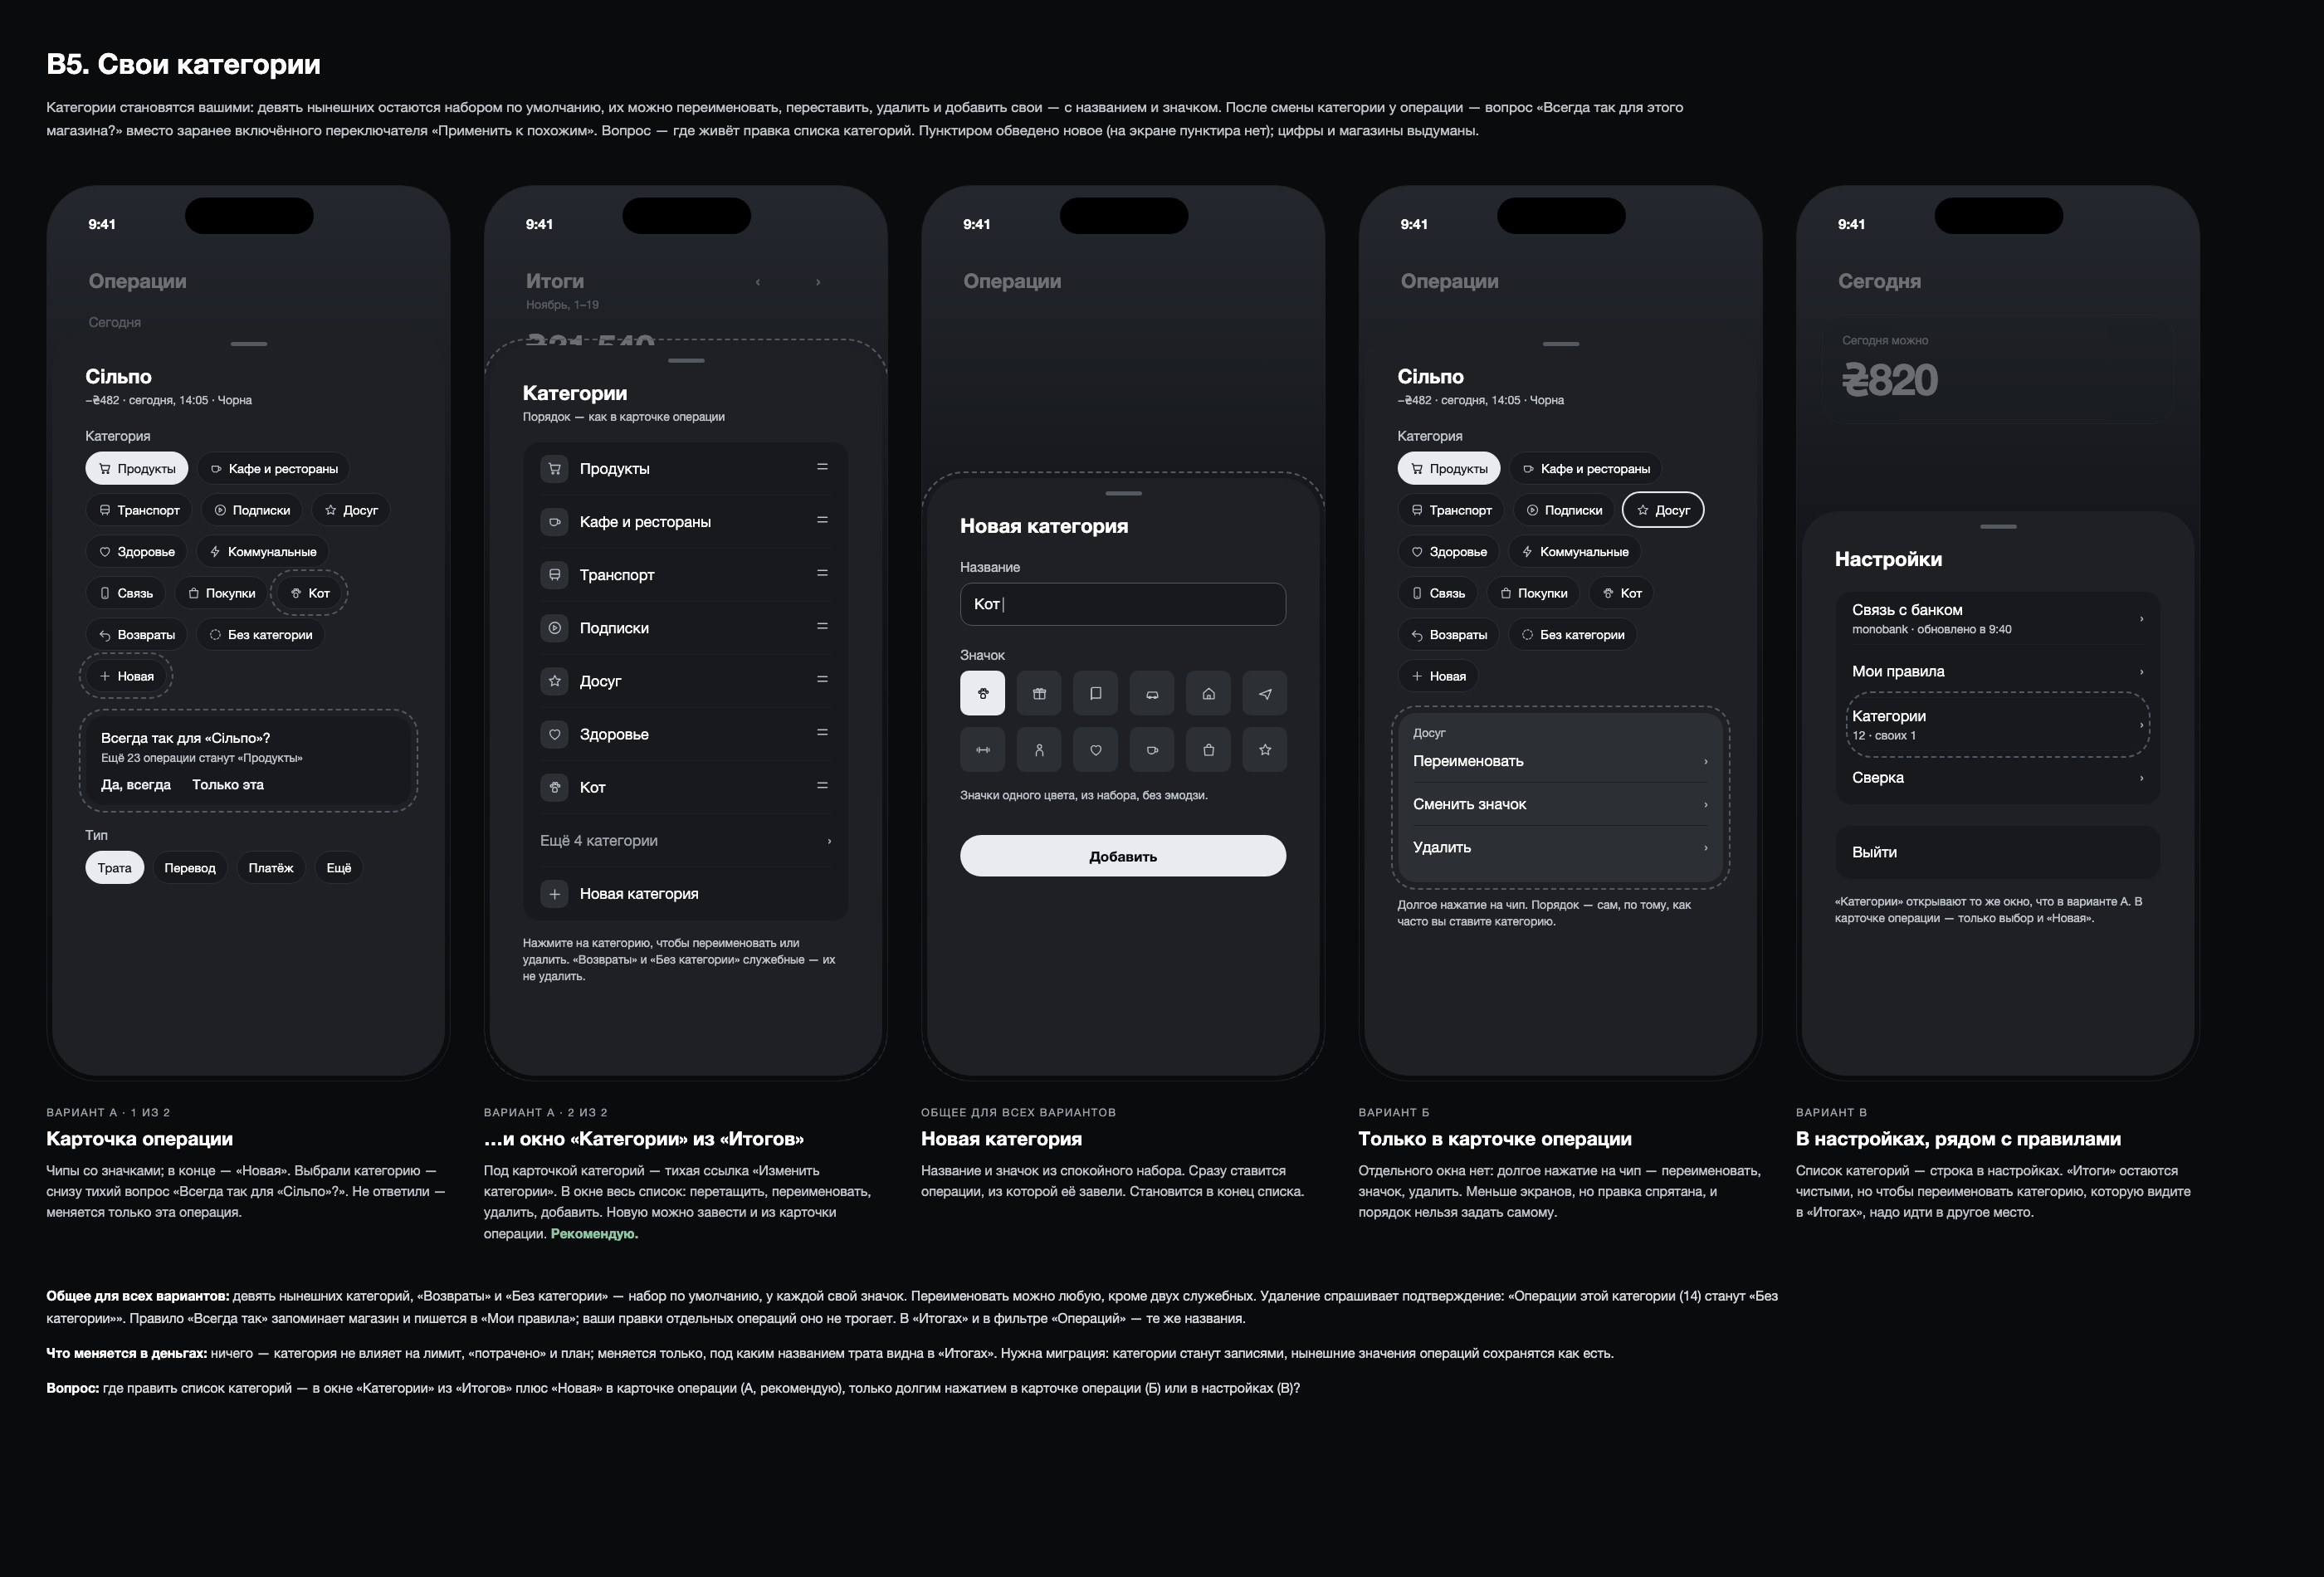 В5. Свои категории
Категории становятся вашими: девять нынешних остаются набором по умолчанию, их можно переименовать, переставить, удалить и добавить свои — с названием и значком. После смены категории у операции — вопрос «Всегда так для этого
магазина?» вместо заранее включённого переключателя «Применить к похожим». Вопрос — где живёт правка списка категорий. Пунктиром обведено новое (на экране пунктира нет); цифры и магазины выдуманы.
9:41
Операции
Сегодня
Сільпо
–₴482 · сегодня, 14:05 · Чорна
Категория
Продукты
Кафе и рестораны
Транспорт
Подписки
Досуг
Здоровье
Коммунальные
Связь
Покупки
Кот
Возвраты
Без категории
+ Новая
Всегда так для «Сільпо»?
Ещё 23 операции станут «Продукты»
Да, всегда
Только эта
Тип
Трата
Перевод
Платёж
Ещё
ВАРИАНТ А · 1 ИЗ 2
Карточка операции
Чипы со значками; в конце — «Новая». Выбрали категорию —
снизу тихий вопрос «Всегда так для «Сільпо»?». Не ответили —
меняется только эта операция.
9:41
Итоги
‹ ›
Ноябрь, 1–19
₴21 540
Категории
Порядок — как в карточке операции
Продукты
Кафе и рестораны
Транспорт
Подписки
Досуг
Здоровье
Кот
Ещё 4 категории ›
+ Новая категория
Нажмите на категорию, чтобы переименовать или
удалить. «Возвраты» и «Без категории» служебные — их
не удалить.
ВАРИАНТ А · 2 ИЗ 2
…и окно «Категории» из «Итогов»
Под карточкой категорий — тихая ссылка «Изменить
категории». В окне весь список: перетащить, переименовать,
удалить, добавить. Новую можно завести и из карточки
операции. Рекомендую.
9:41
Операции
Новая категория
Название
Кот
Значок
Значки одного цвета, из набора, без эмодзи.
Добавить
ОБЩЕЕ ДЛЯ ВСЕХ ВАРИАНТОВ
Новая категория
Название и значок из спокойного набора. Сразу ставится
операции, из которой её завели. Становится в конец списка.
9:41
Операции
Сільпо
–₴482 · сегодня, 14:05 · Чорна
Категория
Продукты
Кафе и рестораны
Транспорт
Подписки
Досуг
Здоровье
Коммунальные
Связь
Покупки
Кот
Возвраты
Без категории
+ Новая
Досуг
Переименовать ›
Сменить значок ›
Удалить ›
Долгое нажатие на чип. Порядок — сам, по тому, как
часто вы ставите категорию.
ВАРИАНТ Б
Только в карточке операции
Отдельного окна нет: долгое нажатие на чип — переименовать,
значок, удалить. Меньше экранов, но правка спрятана, и
порядок нельзя задать самому.
9:41
Сегодня
Сегодня можно
₴820
Настройки
Связь с банком ›
monobank · обновлено в 9:40
Мои правила ›
Категории ›
12 · своих 1
Сверка ›
Выйти
«Категории» открывают то же окно, что в варианте А. В
карточке операции — только выбор и «Новая».
ВАРИАНТ В
В настройках, рядом с правилами
Список категорий — строка в настройках. «Итоги» остаются
чистыми, но чтобы переименовать категорию, которую видите
в «Итогах», надо идти в другое место.
Общее для всех вариантов: девять нынешних категорий, «Возвраты» и «Без категории» — набор по умолчанию, у каждой свой значок. Переименовать можно любую, кроме двух служебных. Удаление спрашивает подтверждение: «Операции этой категории (14) станут «Без
категории»». Правило «Всегда так» запоминает магазин и пишется в «Мои правила»; ваши правки отдельных операций оно не трогает. В «Итогах» и в фильтре «Операций» — те же названия.
Что меняется в деньгах: ничего — категория не влияет на лимит, «потрачено» и план; меняется только, под каким названием трата видна в «Итогах». Нужна миграция: категории станут записями, нынешние значения операций сохранятся как есть.
Вопрос: где править список категорий — в окне «Категории» из «Итогов» плюс «Новая» в карточке операции (А, рекомендую), только долгим нажатием в карточке операции (Б) или в настройках (В)?